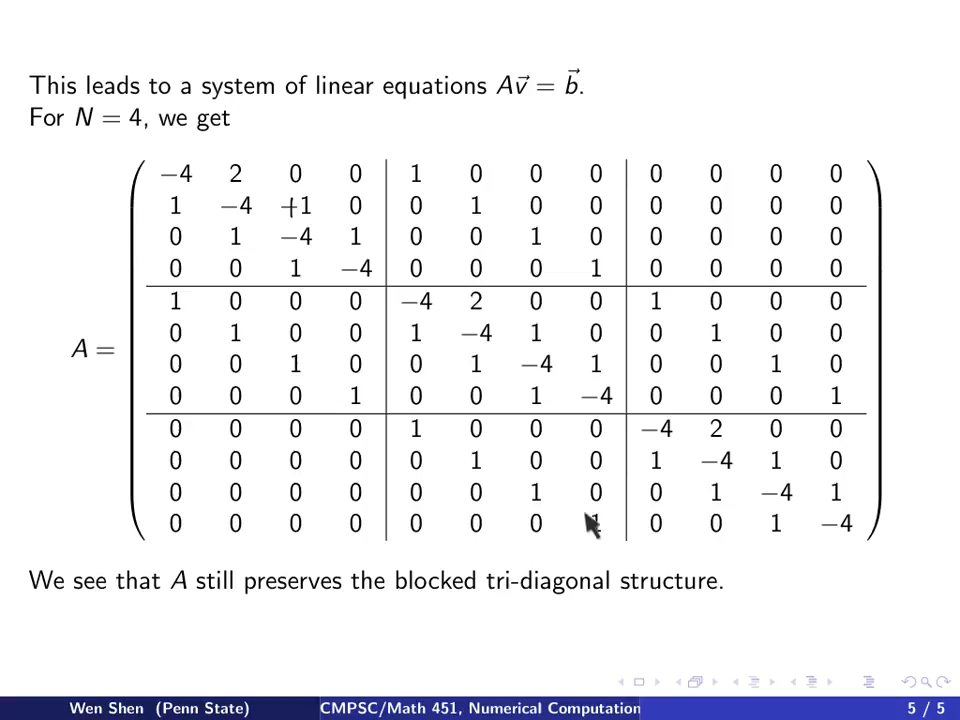 This leads to a system of linear equations Av⃗ = b⃗.
For N = 4, we get
−4 2 0 0 1 0 0 0 0 0 0 0
1 −4 +1 0 0 1 0 0 0 0 0 0
0 1 −4 1 0 0 1 0 0 0 0 0
0 0 1 −4 0 0 0 1 0 0 0 0
1 0 0 0 −4 2 0 0 1 0 0 0
0 1 0 0 1 −4 1 0 0 1 0 0
A =
0 0 1 0 0 1 −4 1 0 0 1 0
0 0 0 1 0 0 1 −4 0 0 0 1
0 0 0 0 1 0 0 0 −4 2 0 0
0 0 0 0 0 1 0 0 1 −4 1 0
0 0 0 0 0 0 1 0 0 1 −4 1
0 0 0 0 0 0 0 1 0 0 1 −4
We see that A still preserves the blocked tri-diagonal structure.
Wen Shen (Penn State) CMPSC/Math 451, Numerical Computation 5 / 5